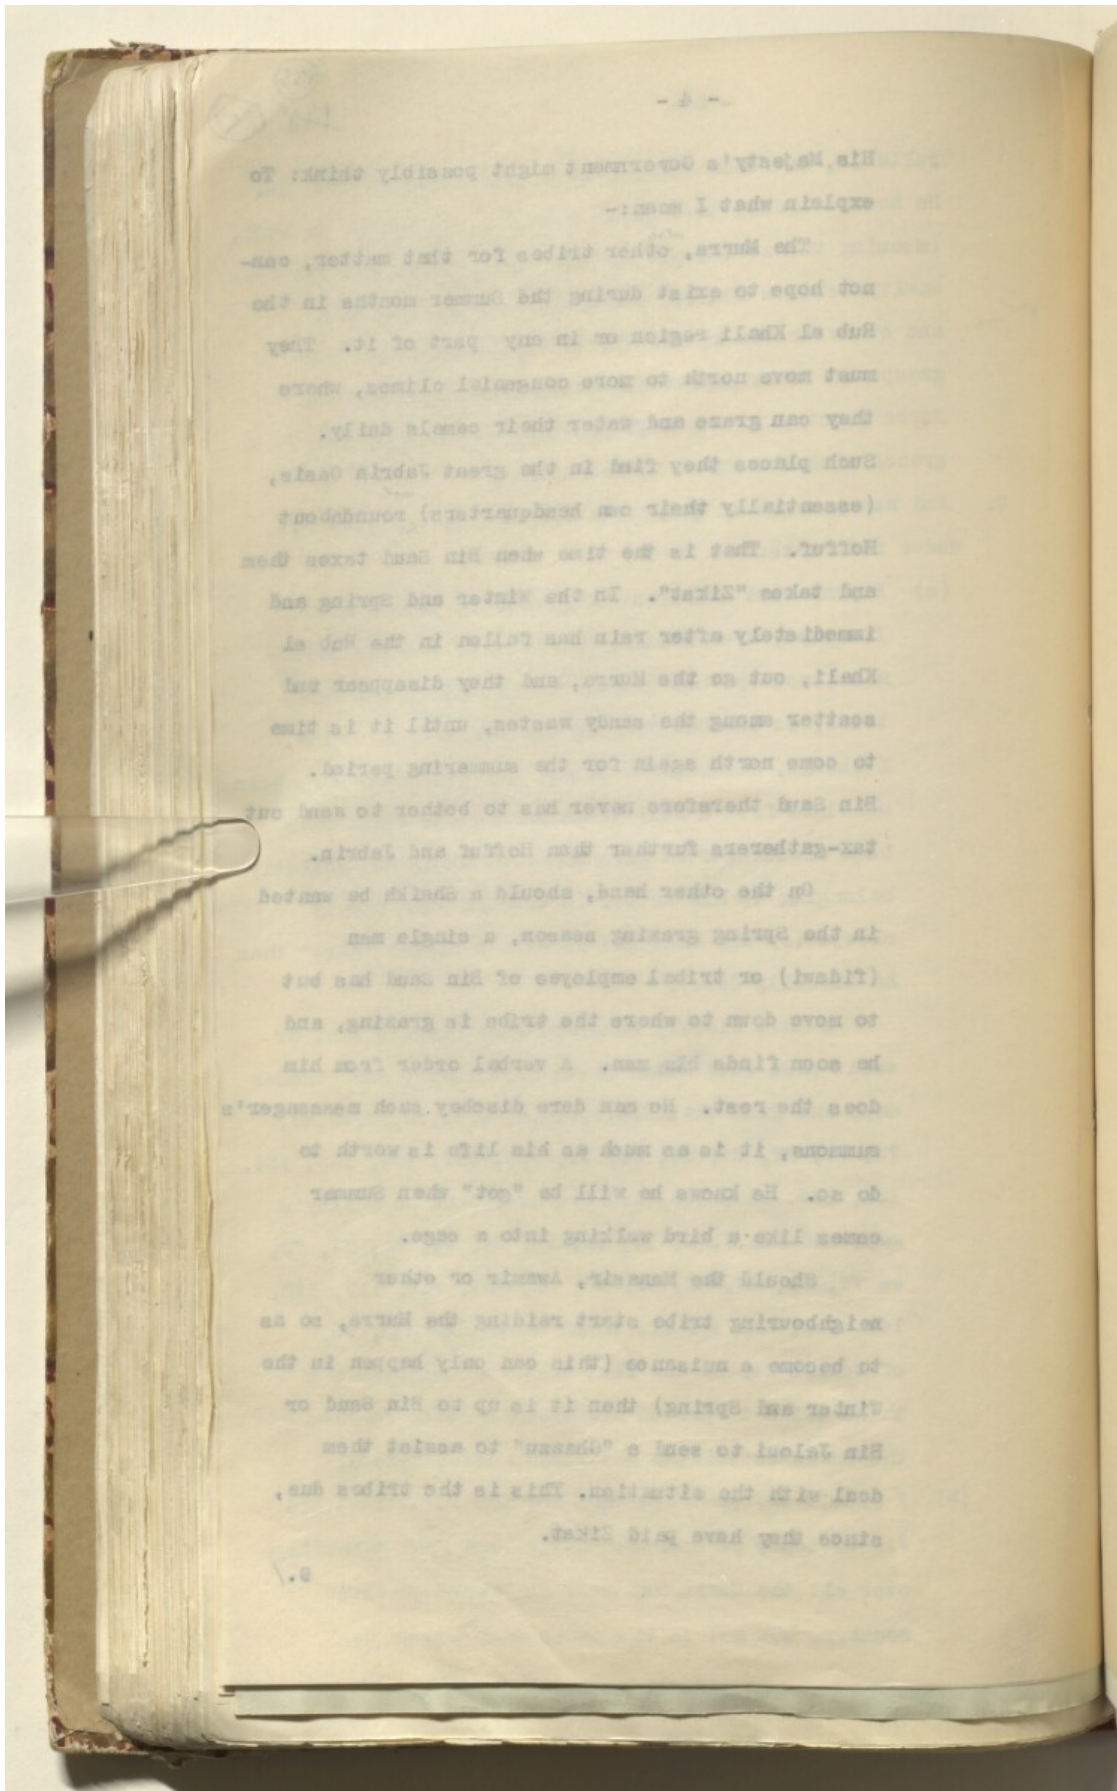 - 4 -
His Majesty's Government might possibly think: To
explain what I mean:-
The Murra, other tribes for that matter, can-
not hope to exist during the Summer months in the
Rub el Khali region or in any part of it. They
must move north to more congenial climes, where
they can graze and water their camels daily.
Such places they find in the great Jabrin Oasis,
(essentially their own headquarters) roundabout
Hoffuf. That is the time when Bin Saud taxes them
and takes "Zikat". In the Winter and Spring and
immediately after rain has fallen in the Rub el
Khali, out go the Murra, and they disappear and
scatter among the sandy wastes, until it is time
to come north again for the summering period.
Bin Saud therefore never has to bother to send out
tax-gatherers further than Hoffuf and Jabrin.
On the other hand, should a Shaikh be wanted
in the Spring grazing season, a single man
(fidawi) or tribal employee of Bin Saud has but
to move down to where the tribe is grazing, and
he soon finds his man. A verbal order from him
does the rest. No man dare disobey such messenger's
summons, it is as much as his life is worth to
do so. He knows he will be "got" when Summer
comes like a bird walking into a cage.
Should the Manasir, Awamir or other
neighbouring tribe start raiding the Murra, so as
to become a nuisance (this can only happen in the
Winter and Spring) then it is up to Bin Saud or
Bin Jaloui to send a "Ghazu" to assist them
deal with the situation. This is the tribes due,
since they have paid Zikat.
9./